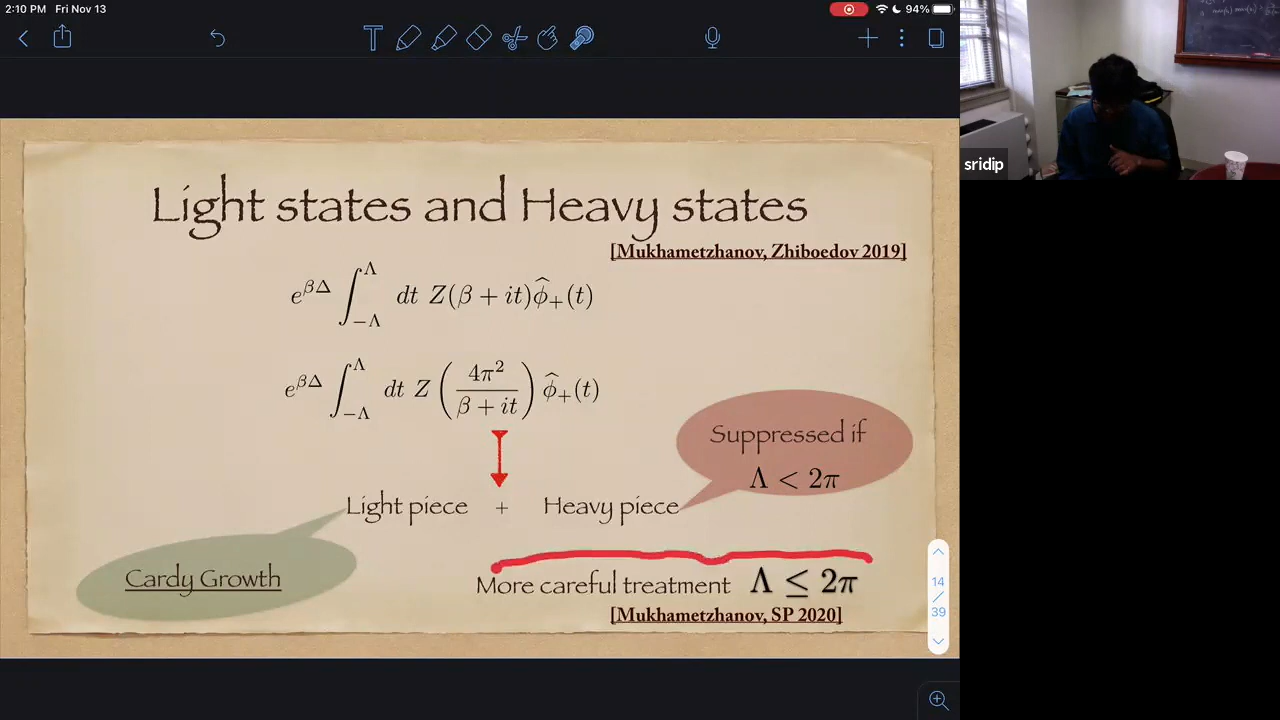 2:10 PM Fri Nov 13
94%
sridip
Light states and Heavy states
[Mukhametzhanov, Zhiboedov 2019]
e^{βΔ} ∫_{-Λ}^{Λ} dt Z(β + it) \hat{φ}_+(t)
e^{βΔ} ∫_{-Λ}^{Λ} dt Z (4π² / (β + it)) \hat{φ}_+(t)
Suppressed if
Λ < 2π
Light piece + Heavy piece
Cardy Growth
More careful treatment Λ ≤ 2π
[Mukhametzhanov, SP 2020]
14
/
39